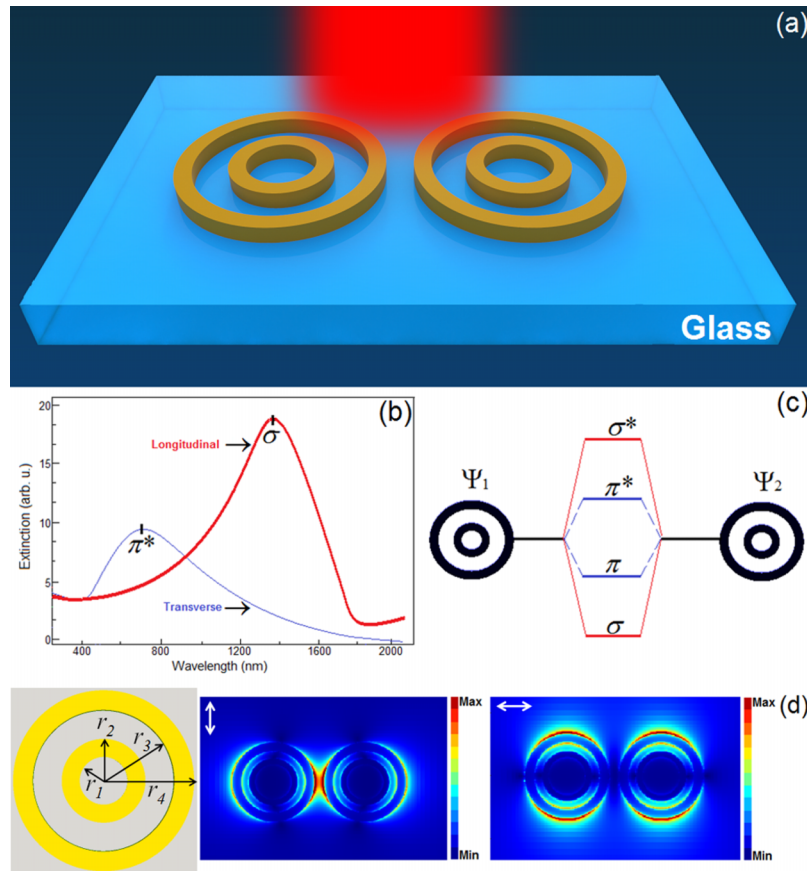 (a)
Glass
(b)
20
15
10
5
0
Extinction (arb. u.)
Longitudinal
σ
π*
Transverse
400
800
1200
1600
2000
Wavelength (nm)
(c)
σ*
Ψ1
π*
Ψ2
π
σ
r2
r3
r1
r4
Max
Min
Max
(d)
Min